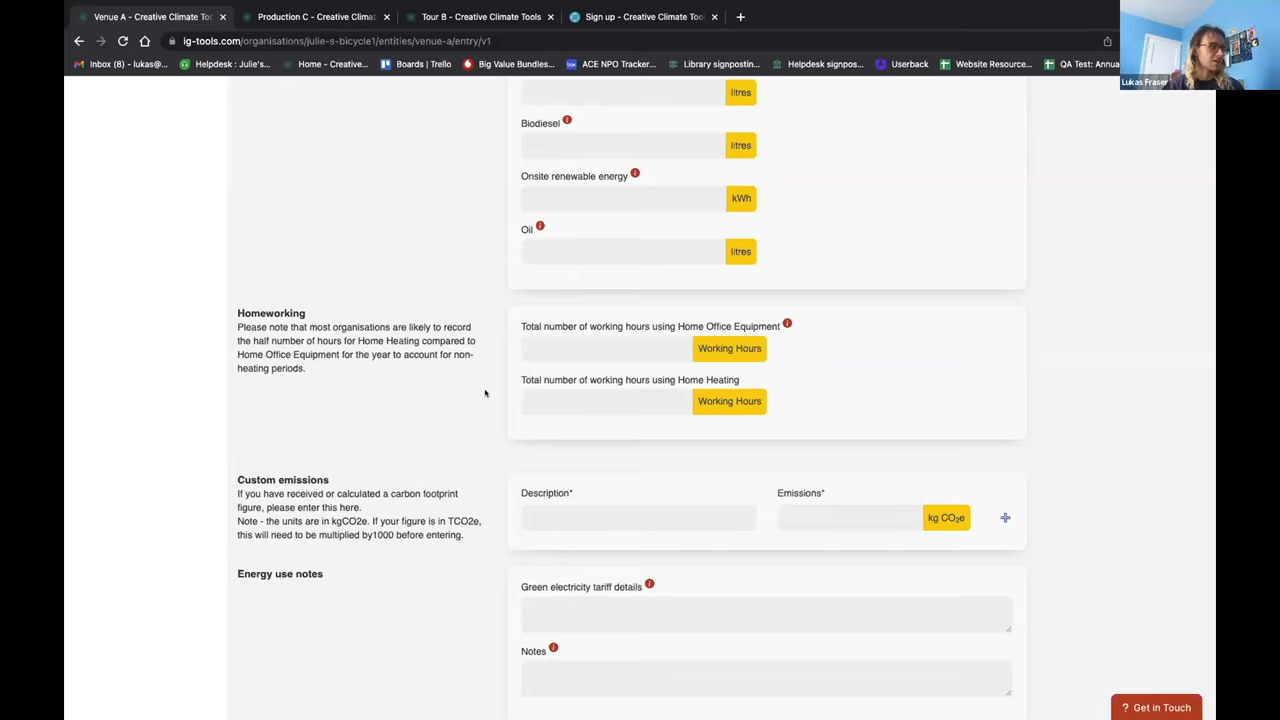 Venue A - Creative Climate Too
Production C - Creative Climat
Tour B - Creative Climate Tools
Sign up - Creative Climate Too
ig-tools.com/organisations/julie-s-bicycle1/entities/venue-a/entry/v1
Inbox (8) - lukas@...
Helpdesk : Julie's...
Home - Creative...
Boards | Trello
Big Value Bundles...
ACE NPO Tracker...
Library signposting...
Helpdesk signpos...
Userback
Website Resource...
QA Test: Annua
Lukas Fraser
litres
Biodiesel
litres
Onsite renewable energy
kWh
Oil
litres
Homeworking
Please note that most organisations are likely to record
the half number of hours for Home Heating compared to
Home Office Equipment for the year to account for non-
heating periods.
Total number of working hours using Home Office Equipment
Working Hours
Total number of working hours using Home Heating
Working Hours
Custom emissions
If you have received or calculated a carbon footprint
figure, please enter this here.
Note - the units are in kgCO2e. If your figure is in TCO2e,
this will need to be multiplied by1000 before entering.
Description*
Emissions*
kg CO2e
Energy use notes
Green electricity tariff details
Notes
? Get in Touch